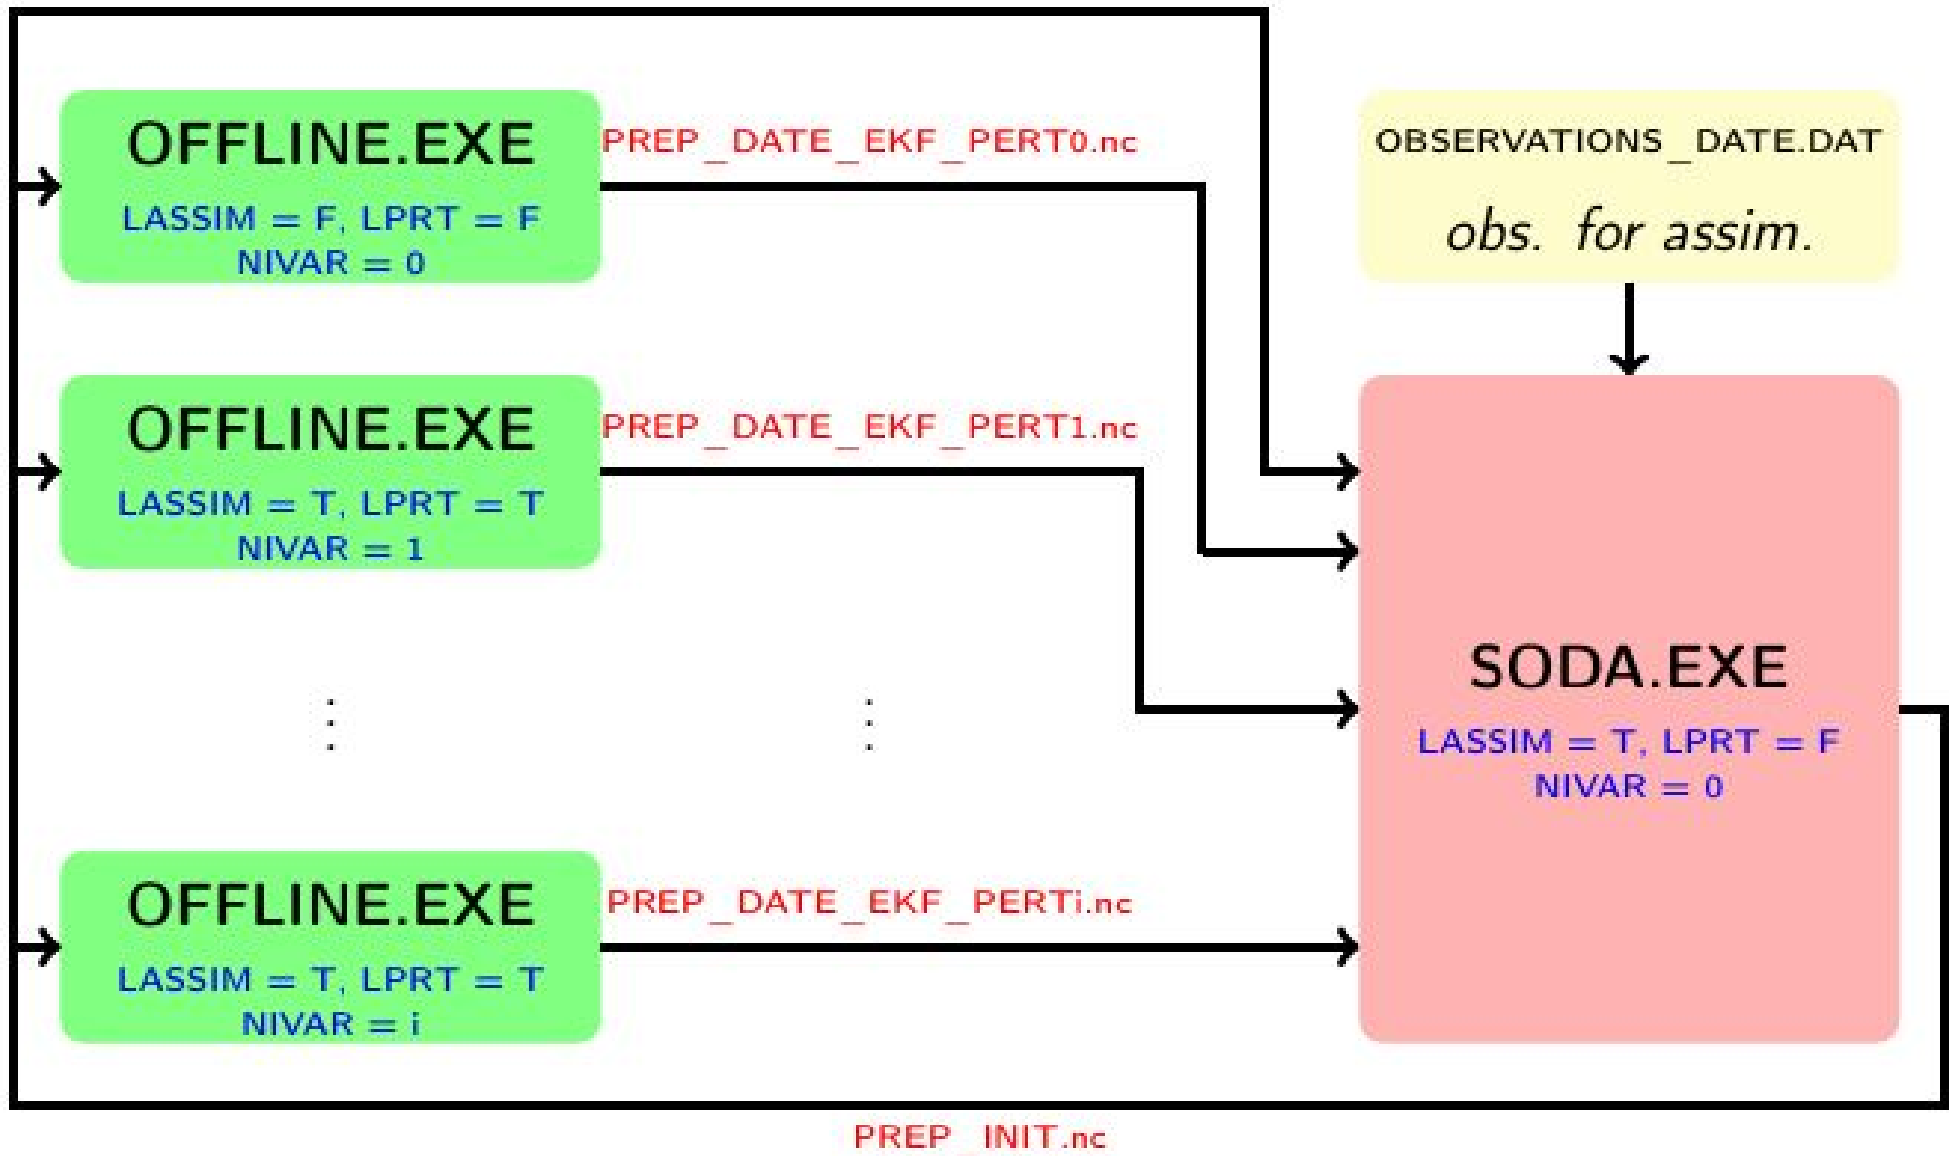 OFFLINE.EXE
LASSIM = F, LPRT = F
NIVAR = 0
PREP_DATE_EKF_PERT0.nc
OBSERVATIONS_DATE.DAT
obs. for assim.
OFFLINE.EXE
LASSIM = T, LPRT = T
NIVAR = 1
PREP_DATE_EKF_PERT1.nc
SODA.EXE
LASSIM = T, LPRT = F
NIVAR = 0
OFFLINE.EXE
LASSIM = T, LPRT = T
NIVAR = i
PREP_DATE_EKF_PERTi.nc
PREP_INIT.nc